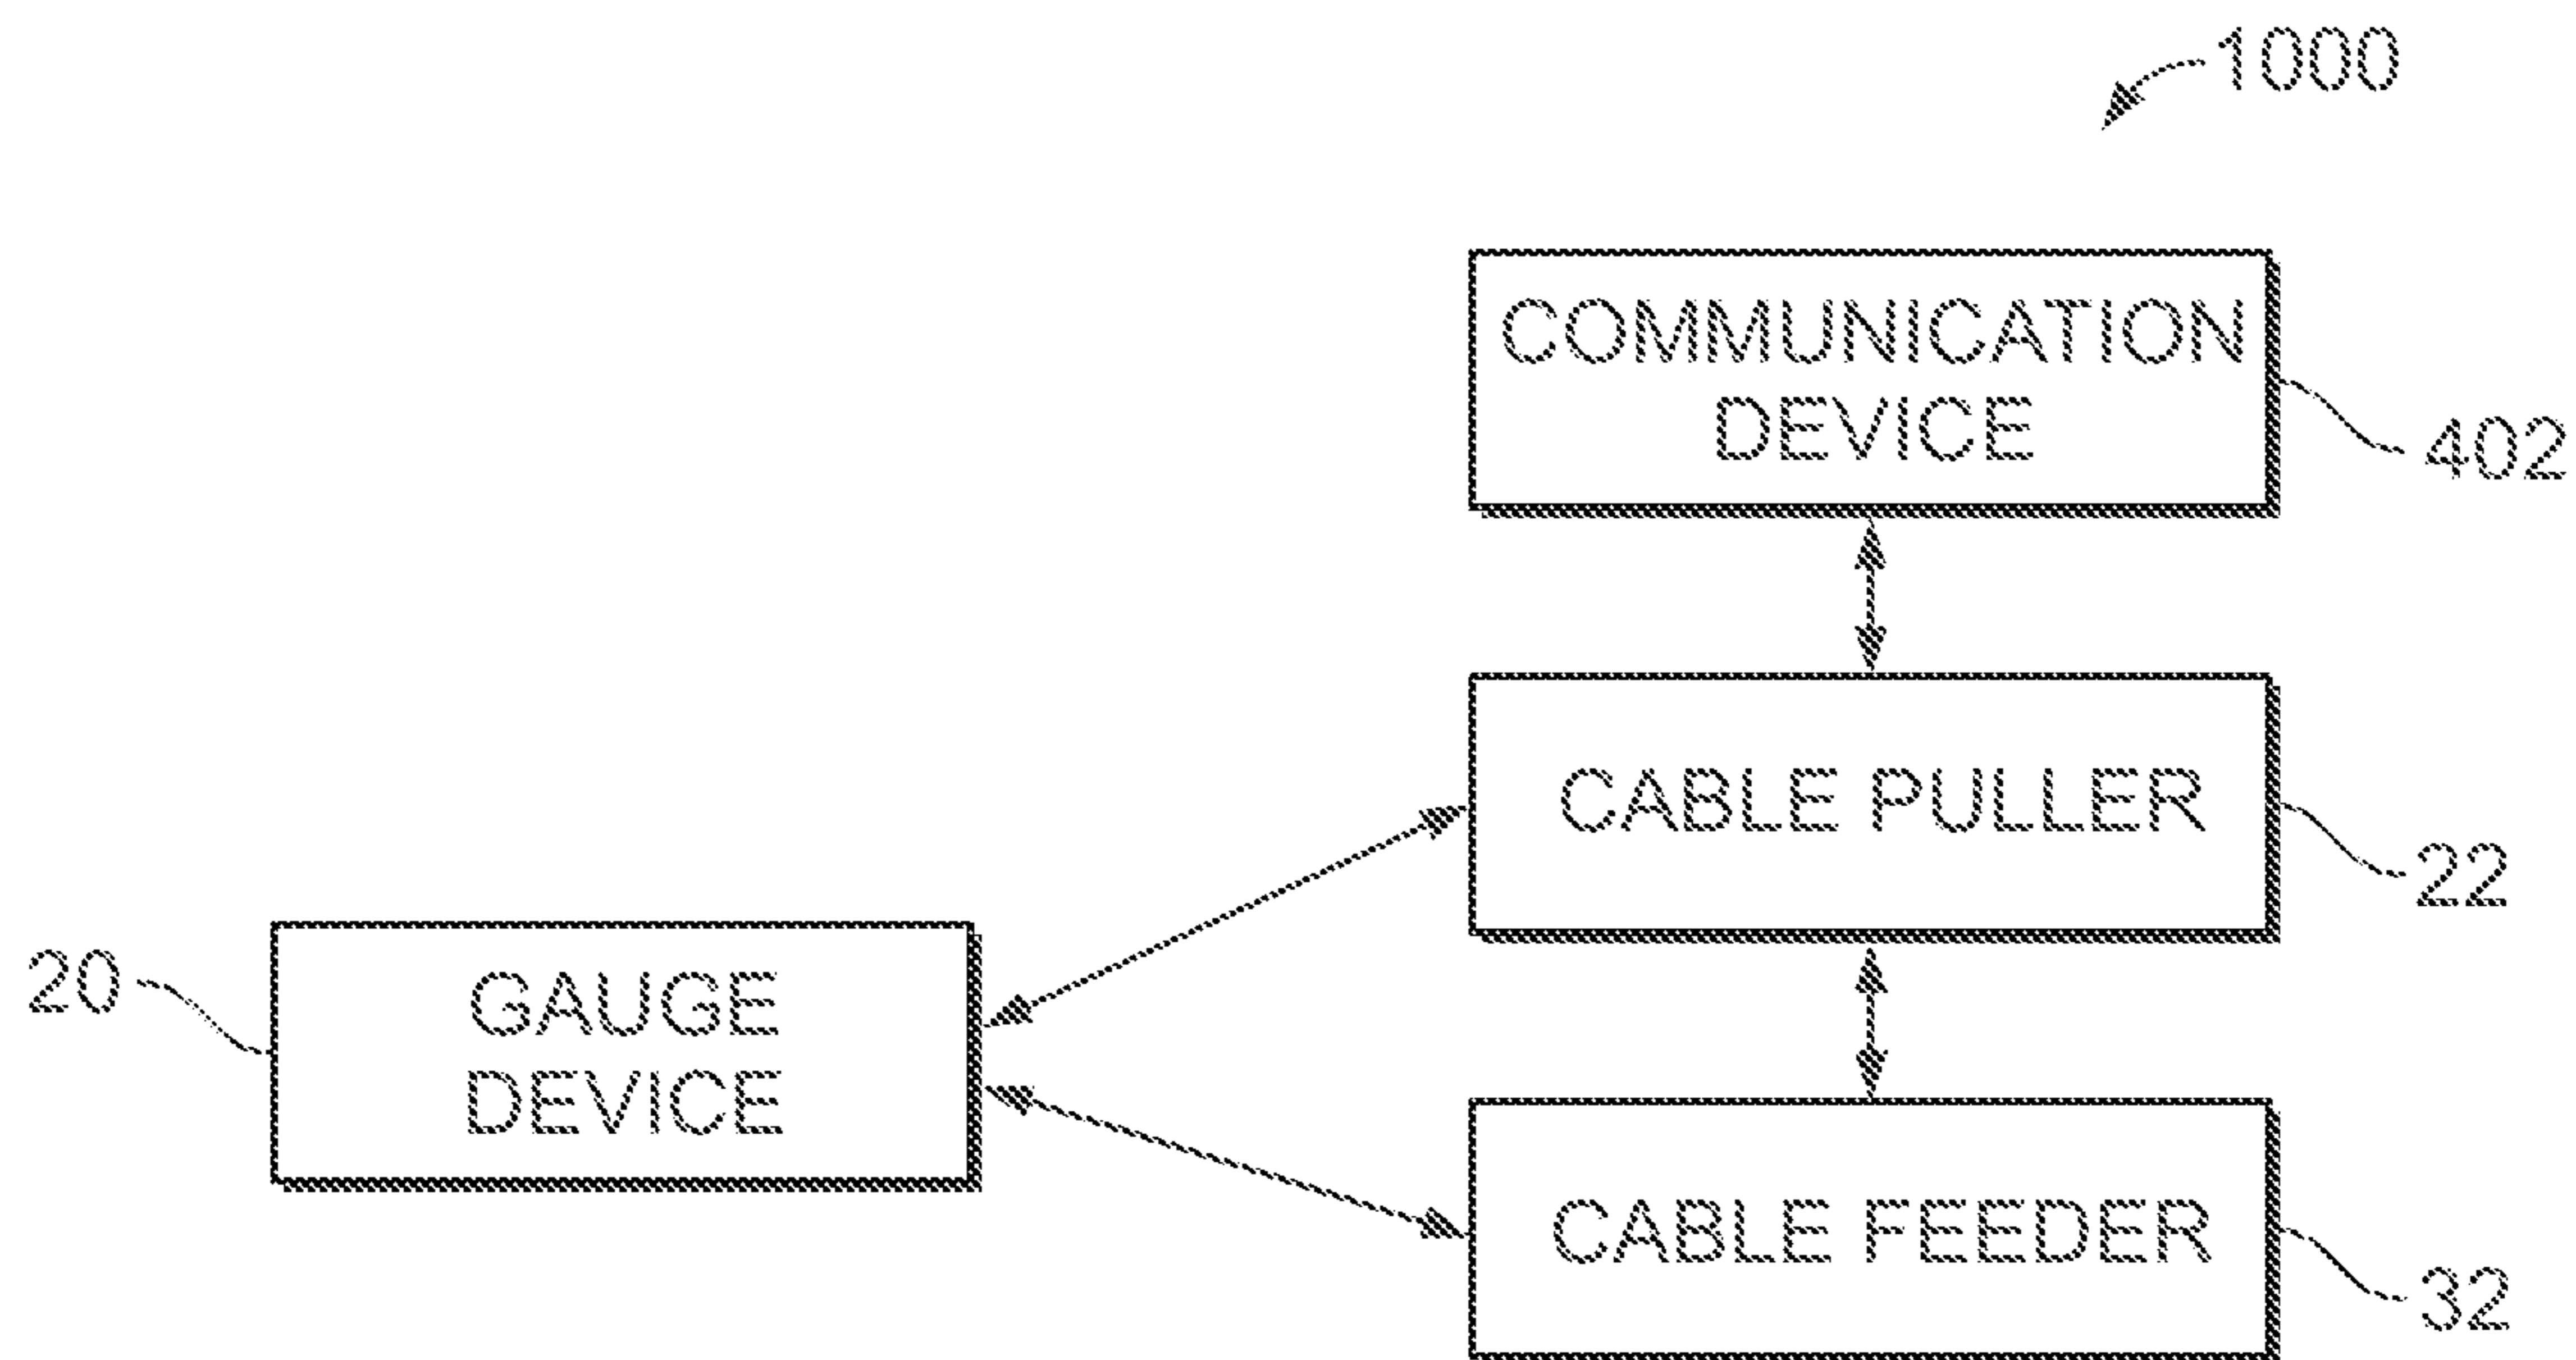 1000
COMMUNICATION
DEVICE
402
CABLE PULLER
22
20
GAUGE
DEVICE
CABLE FEEDER
32